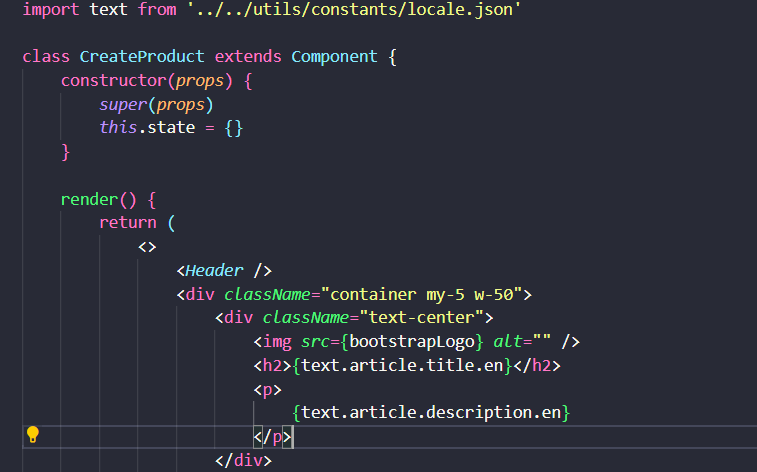 import text from '../../utils/constants/locale.json'
class CreateProduct extends Component {
constructor(props) {
super(props)
this.state = {}
}
render() {
return (
<>
<Header />
<div className="container my-5 w-50">
<div className="text-center">
<img src={bootstrapLogo} alt="" />
<h2>{text.article.title.en}</h2>
<p>
{text.article.description.en}
</p>
</div>